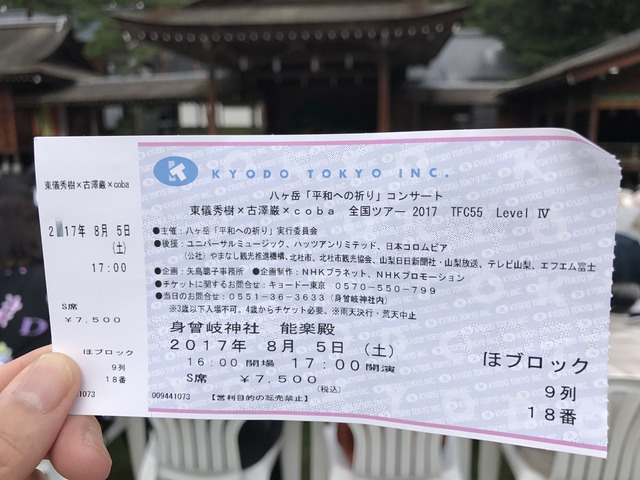 東儀秀樹×古澤巖×coba
2017年 8月 5日
(土)
17:00
S席
￥7,500
ほブロック
9列
18番
1073
KYODO TOKYO INC.
八ヶ岳「平和への祈り」コンサート
東儀秀樹×古澤巖×coba 全国ツアー 2017 TFC55 Level Ⅳ
●主催：八ヶ岳「平和への祈り」実行委員会
●後援：ユニバーサルミュージック、ハッツアンリミテッド、日本コロムビア
(公社)やまなし観光推進機構、北杜市、北杜市観光協会、山梨日日新聞社・山梨放送、テレビ山梨、エフエム富士
●企画：矢島聰子事務所 ●企画制作：NHKプラネット、NHKプロモーション
●チケットに関するお問合せ：キョードー東京 0570-550-799
●当日のお問合せ：0551-36-3633(身曾岐神社内)
※3歳以下入場不可。4歳からチケット必要。※雨天決行・荒天中止
身曾岐神社 能楽殿
2017年 8月 5日(土)
16:00開場 17:00開演
S席 ￥7,500 (税込)
009441073 【営利目的の転売禁止】
ほブロック
9列
18番